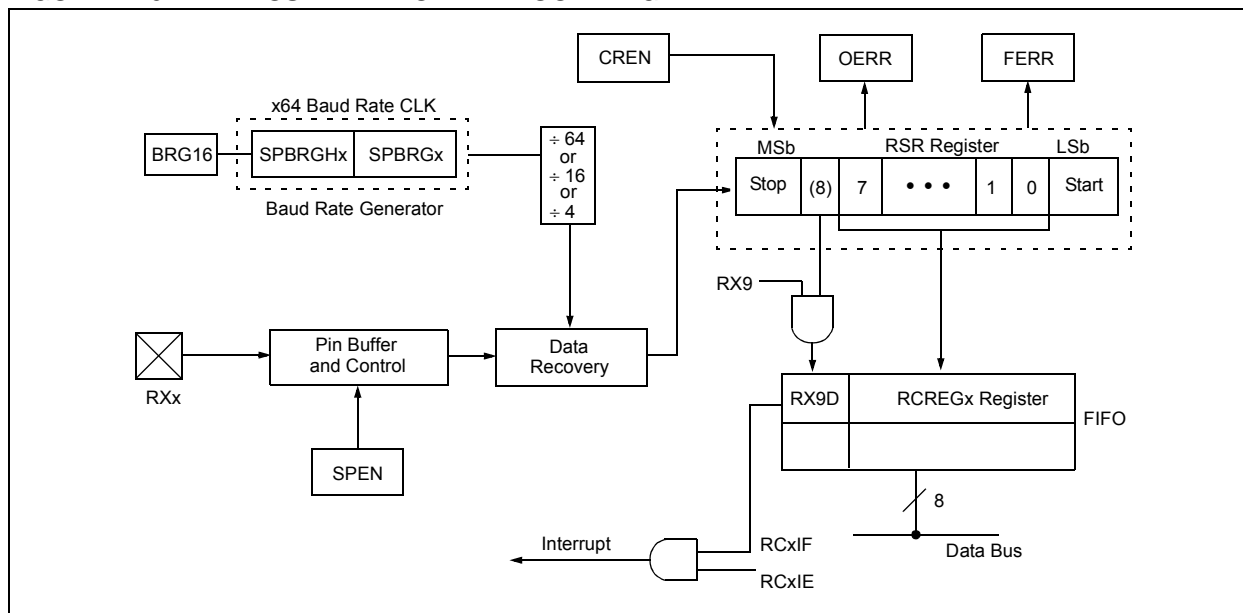 CREN
OERR
FERR
x64 Baud Rate CLK
BRG16
SPBRGHx
SPBRGx
Baud Rate Generator
÷ 64
or
÷ 16
or
÷ 4
MSb
RSR Register
LSb
Stop
(8)
7
• • •
1
0
Start
RX9
RXx
Pin Buffer
and Control
Data
Recovery
SPEN
RX9D
RCREGx Register
FIFO
8
Data Bus
Interrupt
RCxIF
RCxIE